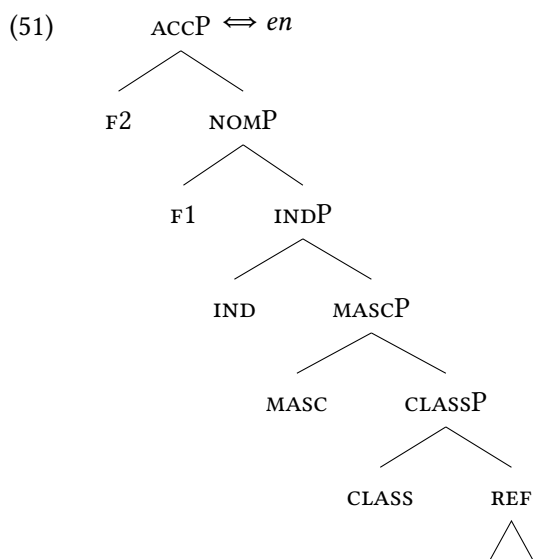 (51) ACCP ⇔ en
F2 NOMP
F1 INDP
IND MASCP
MASC CLASSP
CLASS REF